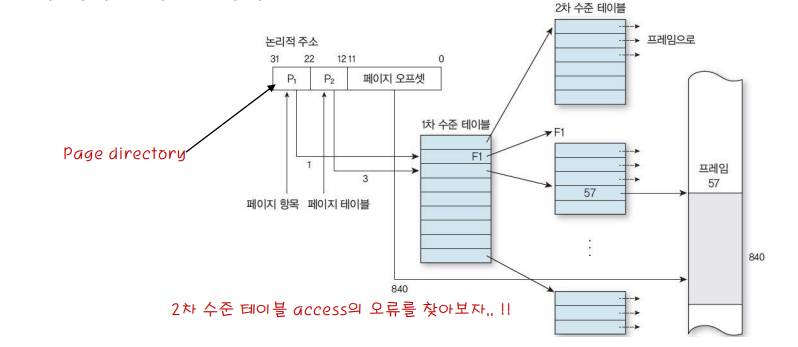 2차 수준 테이블
프레임으로
논리적 주소
31 22 12 11 0
P₁ P₂ 페이지 오프셋
1차 수준 테이블
Page directory
F1
F1
1
3
프레임
57
57
페이지 항목 페이지 테이블
840
840
2차 수준 테이블 access의 오류를 찾아보자.. !!